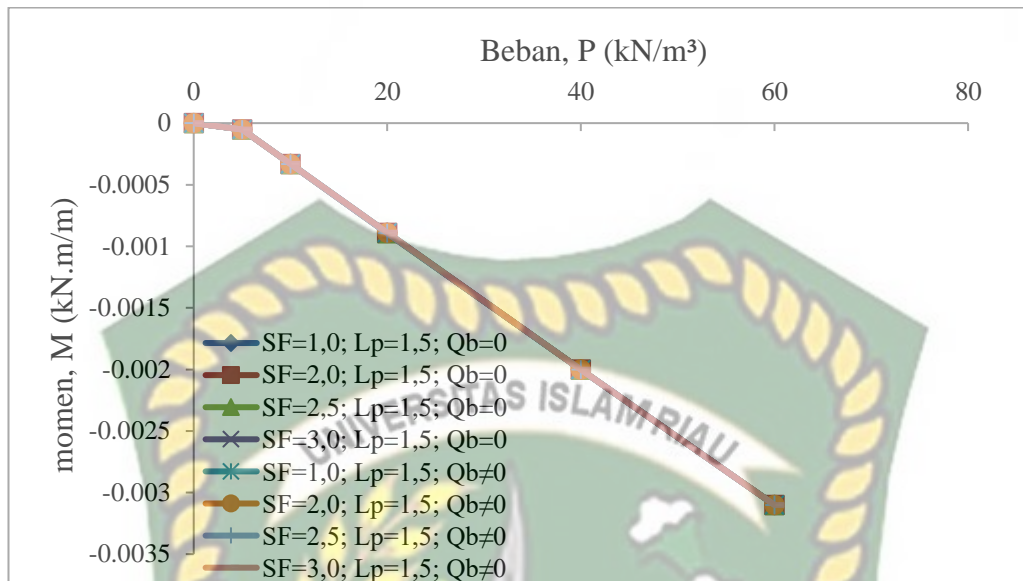 Beban, P (kN/m³)
0 20 40 60 80
0
-0.0005
-0.001
-0.0015
-0.002
-0.0025
-0.003
-0.0035
momen, M (kN.m/m)
SF=1,0; Lp=1,5; Qb=0
SF=2,0; Lp=1,5; Qb=0
SF=2,5; Lp=1,5; Qb=0
SF=3,0; Lp=1,5; Qb=0
SF=1,0; Lp=1,5; Qb≠0
SF=2,0; Lp=1,5; Qb≠0
SF=2,5; Lp=1,5; Qb≠0
SF=3,0; Lp=1,5; Qb≠0
UNIVERSITAS ISLAM RIAU